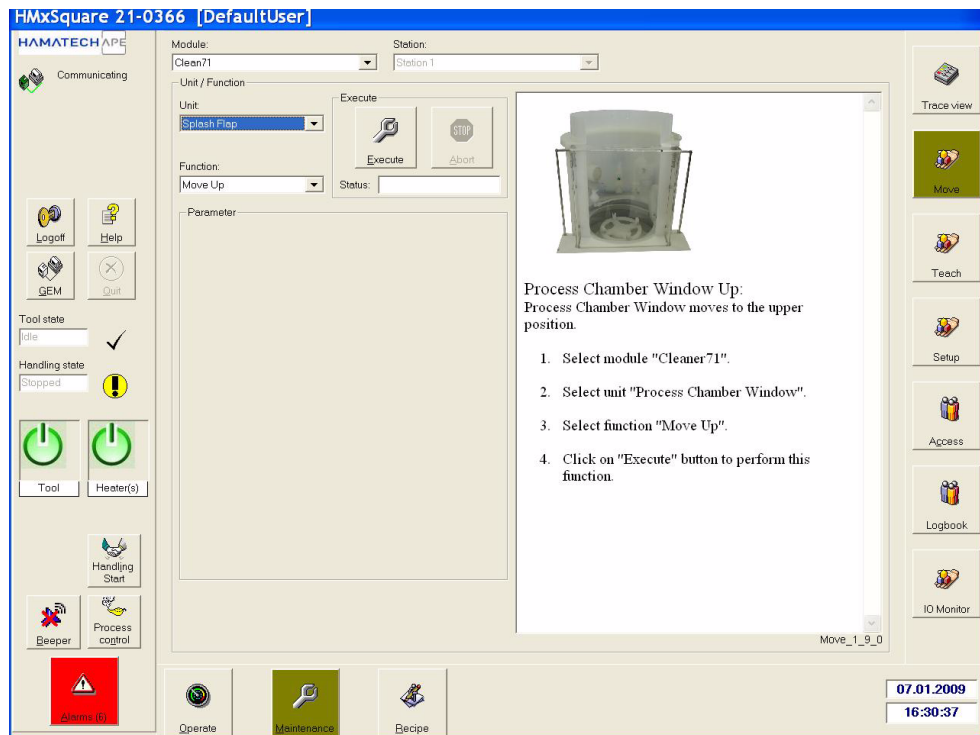 HMxSquare 21-0366 [DefaultUser]
HAMATECH APE
Communicating
Logoff
Help
GEM
Quit
Tool state
Idle
Handling state
Stopped
Tool
Heater(s)
Handling
Start
Beeper
Process
control
Alarms (6)
Module:
Clean71
Station:
Station 1
Unit / Function
Unit:
Splash Flap
Function:
Move Up
Execute
Execute
STOP
Abort
Status:
Parameter
Process Chamber Window Up:
Process Chamber Window moves to the upper
position.
1. Select module "Cleaner71".
2. Select unit "Process Chamber Window".
3. Select function "Move Up".
4. Click on "Execute" button to perform this
function.
Move_1_9_0
Trace view
Move
Teach
Setup
Access
Logbook
IO Monitor
Operate
Maintenance
Recipe
07.01.2009
16:30:37